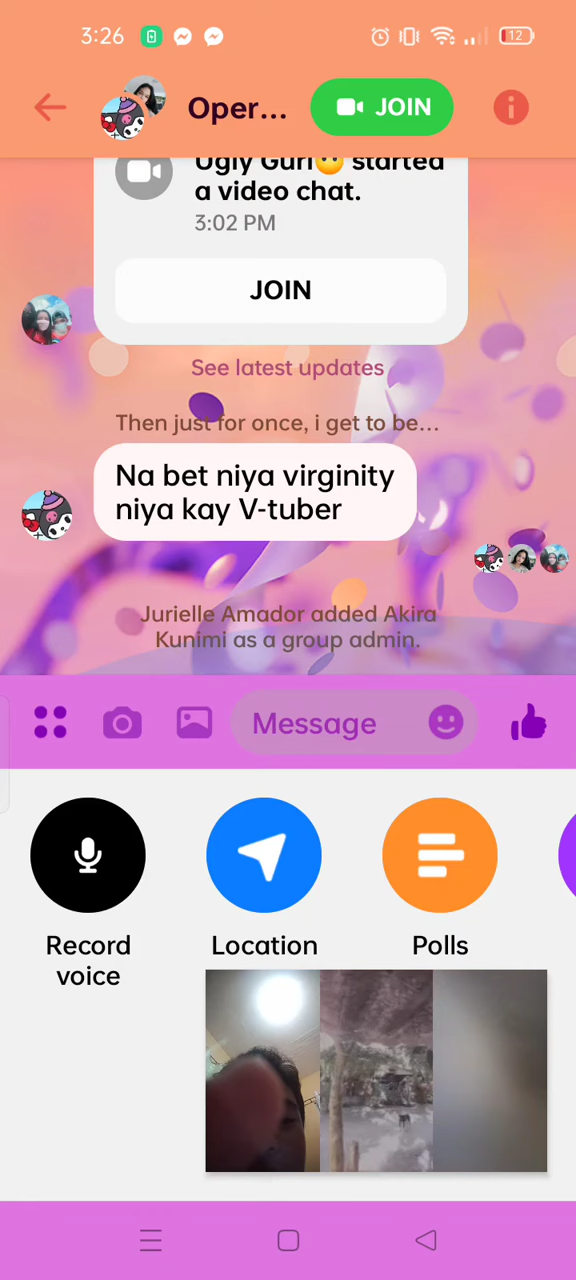 3:26
12
Oper...
JOIN
Ugly Gurl😶 started
a video chat.
3:02 PM
JOIN
See latest updates
Then just for once, i get to be...
Na bet niya virginity
niya kay V-tuber
Jurielle Amador added Akira
Kunimi as a group admin.
Message
Record
voice
Location
Polls